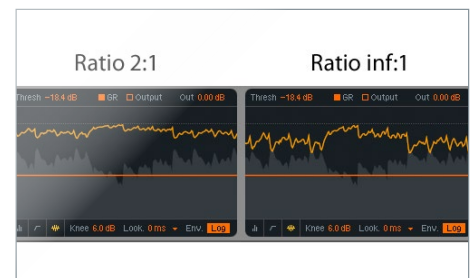 Ratio 2:1
Ratio inf:1
Thresh -18.4 dB GR Output Out 0.00 dB
Thresh -18.4 dB GR Output Out 0.00 dB
Knee 6.0 dB Look. 0 ms Env. Log
Knee 6.0 dB Look. 0 ms Env. Log